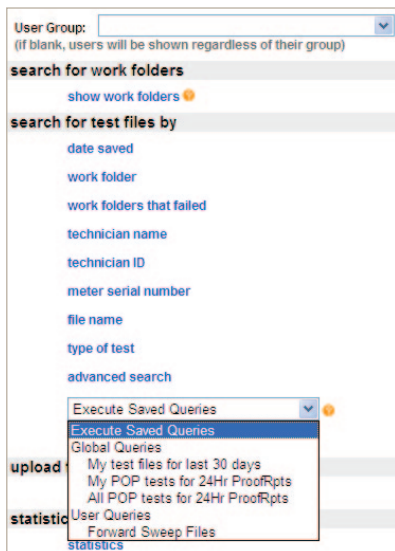 User Group:
(if blank, users will be shown regardless of their group)
search for work folders
show work folders
search for test files by
date saved
work folder
work folders that failed
technician name
technician ID
meter serial number
file name
type of test
advanced search
Execute Saved Queries
Execute Saved Queries
Global Queries
My test files for last 30 days
upload
My POP tests for 24Hr ProofRpts
All POP tests for 24Hr ProofRpts
User Queries
Forward Sweep Files
statistics